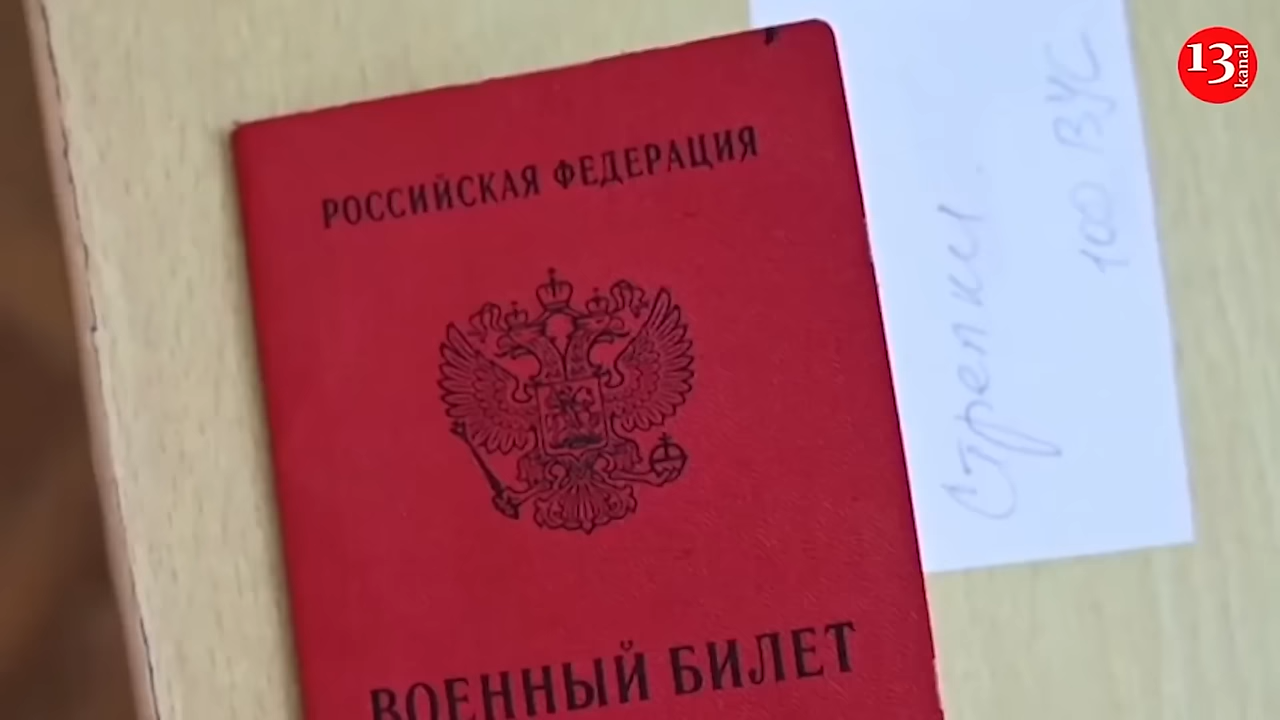 РОССИЙСКАЯ ФЕДЕРАЦИЯ
ВОЕННЫЙ БИЛЕТ
Стрелки
100 ВУС
13
kanal